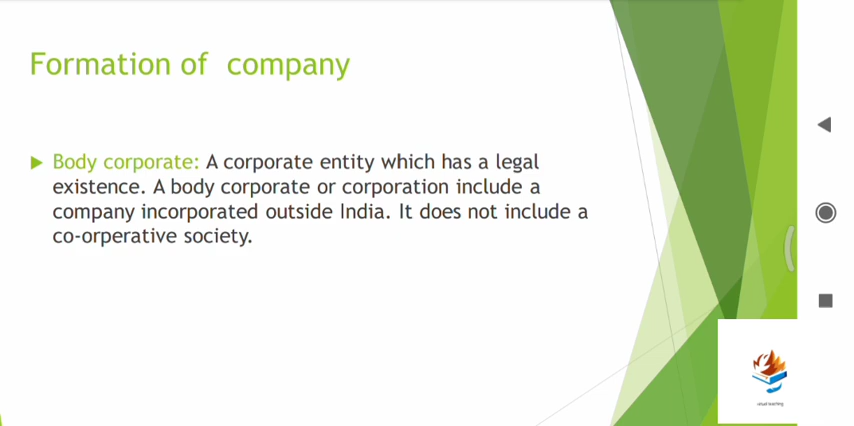 Formation of company
Body corporate: A corporate entity which has a legal
existence. A body corporate or corporation include a
company incorporated outside India. It does not include a
co-orperative society.